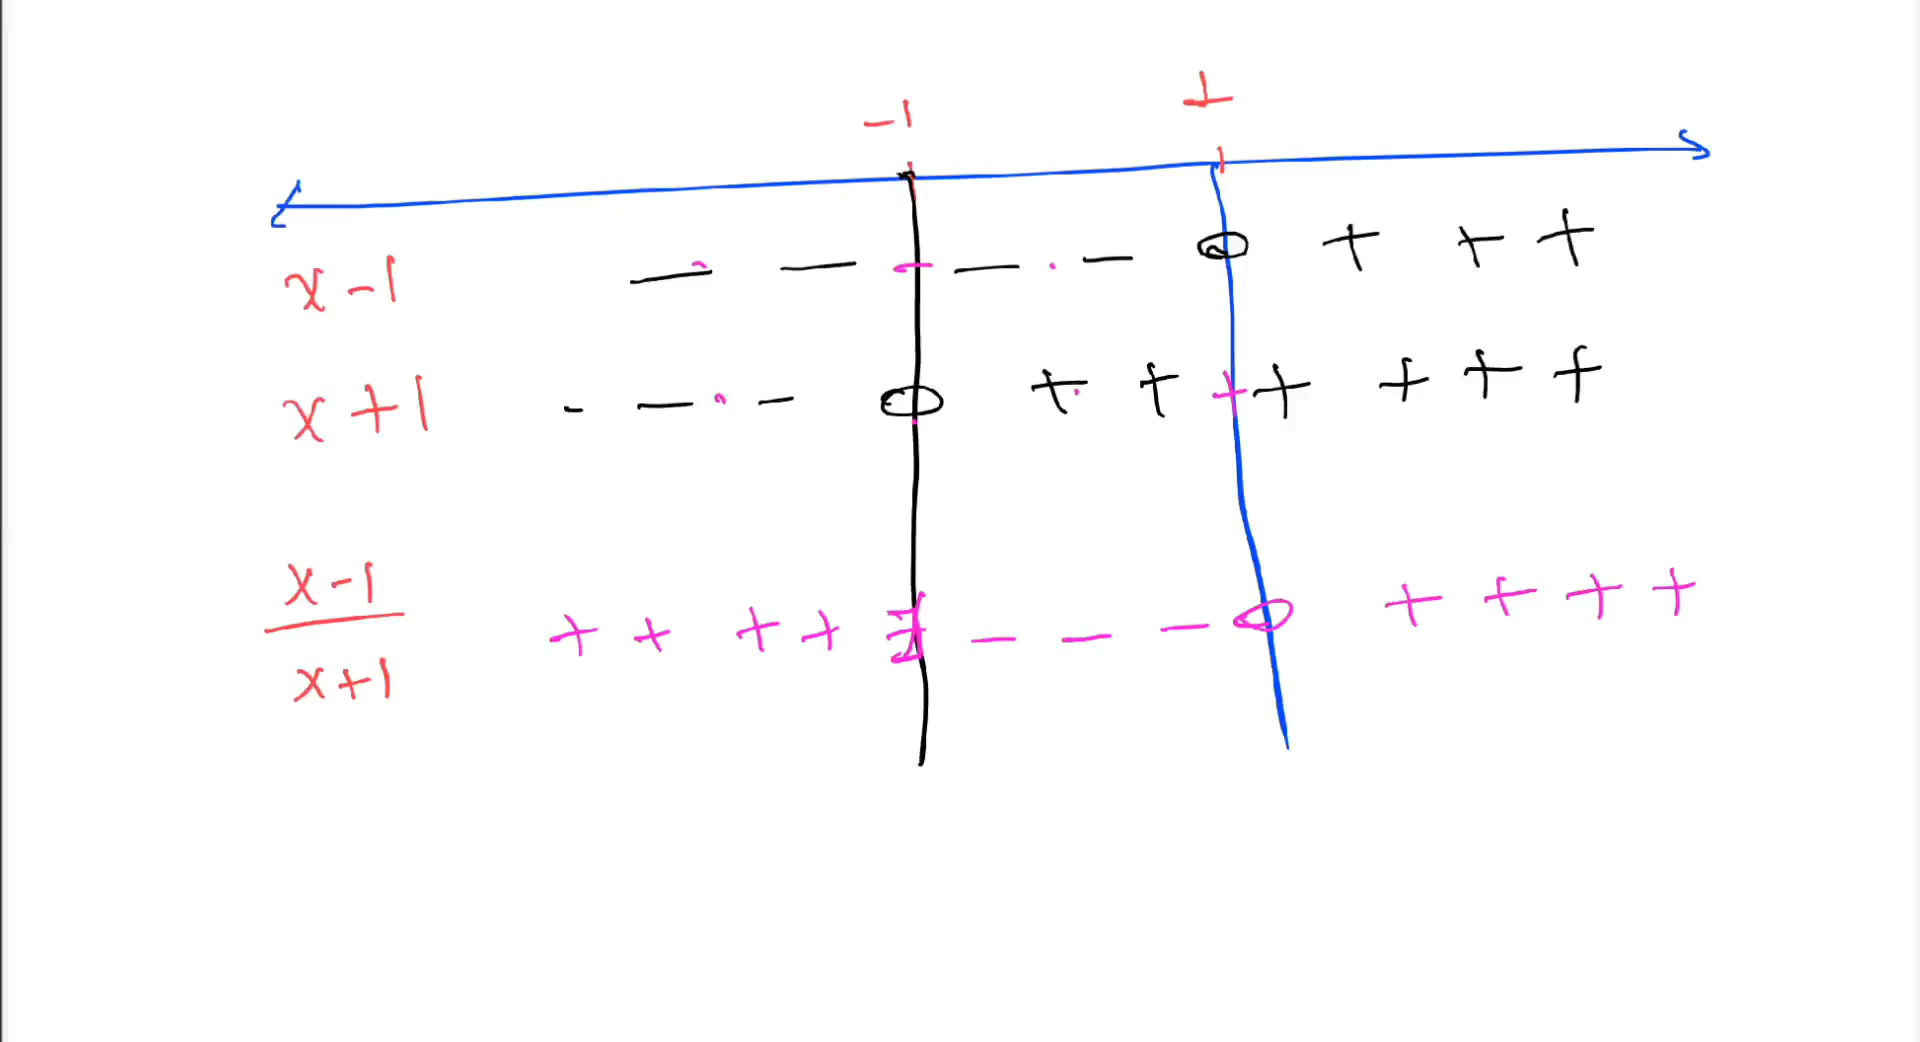 -1 1
x-1 - - - - 0 + + +
x+1 - - - 0 + + + + + +
x-1
x+1
+ + + + - - - 0 + + + +